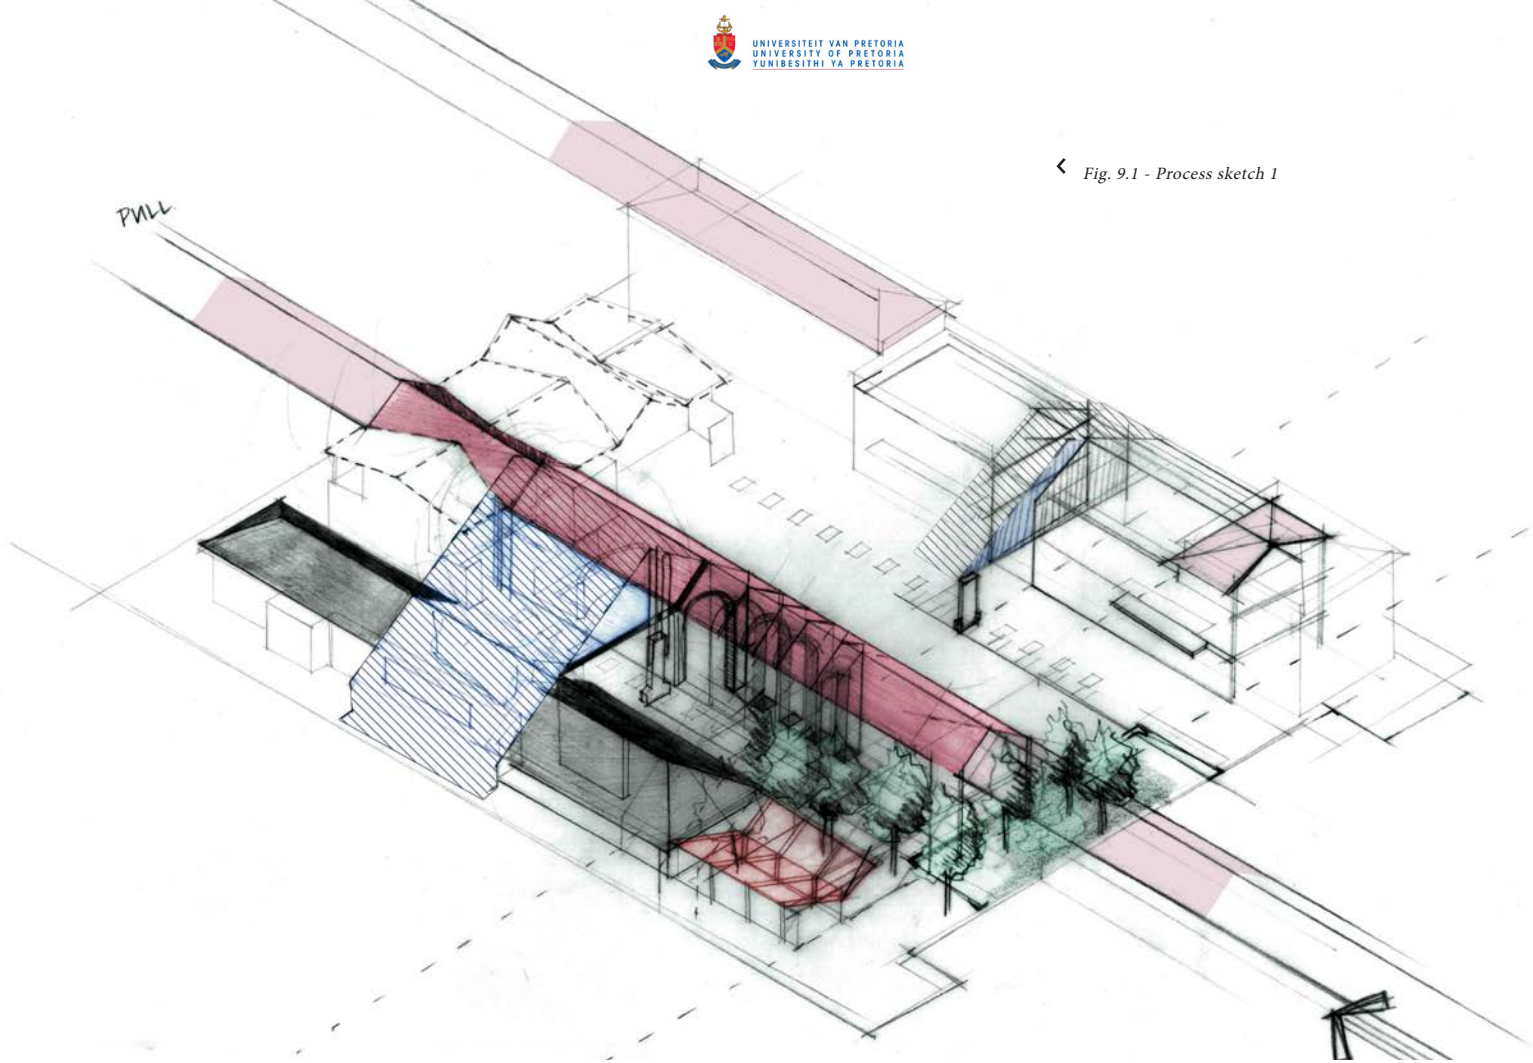 UNIVERSITEIT VAN PRETORIA
UNIVERSITY OF PRETORIA
YUNIBESITHI YA PRETORIA
Fig. 9.1 - Process sketch 1
PULL